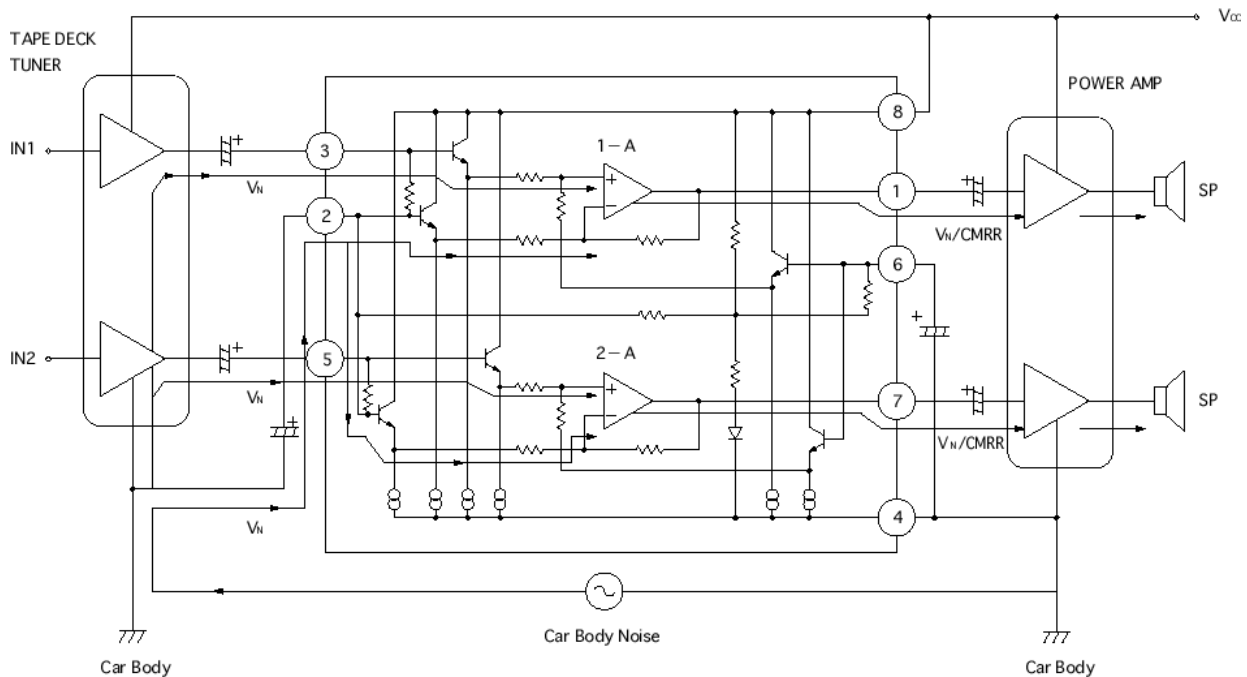 Vcc
TAPE DECK
TUNER
POWER AMP
8
IN1
+
3
1-A
+
-
1
+
SP
VN
2
VN/CMRR
6
+
IN2
+
5
2-A
+
-
7
+
SP
VN
+
VN/CMRR
4
VN
Car Body Noise
Car Body
Car Body